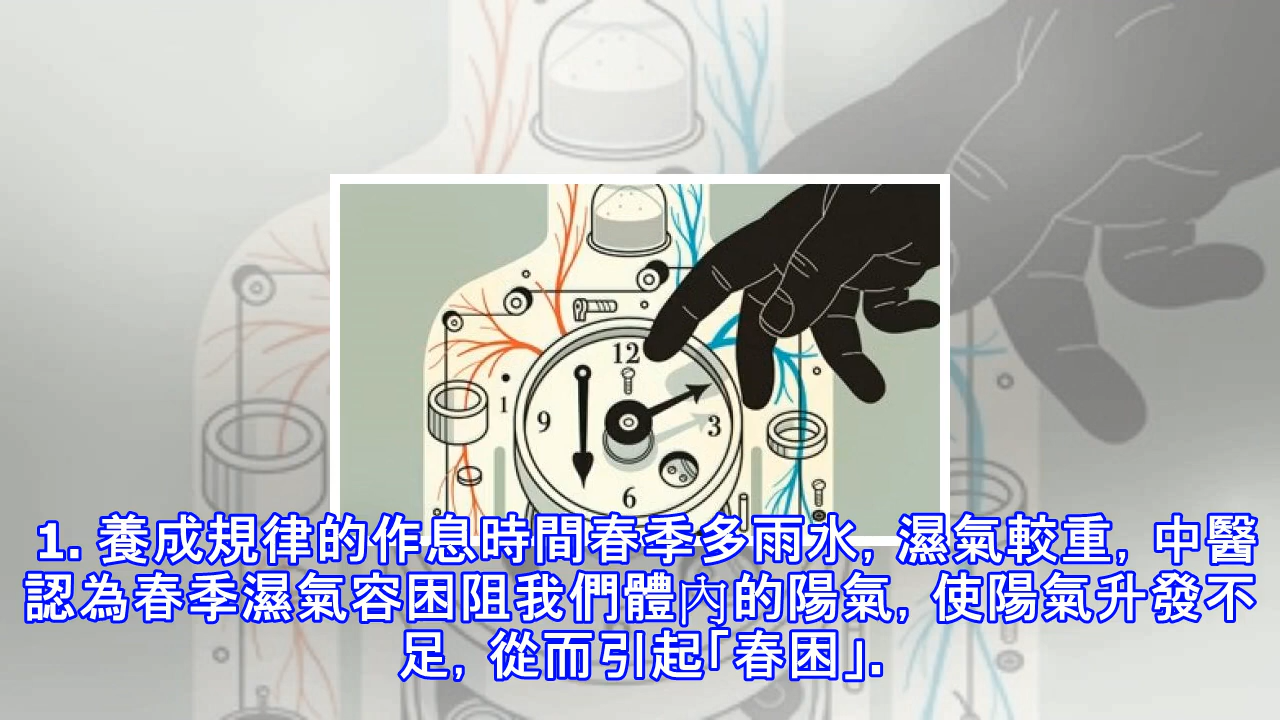 12
1
9
3
6
1. 養成規律的作息時間春季多雨水, 濕氣較重, 中醫
認為春季濕氣容困阻我們體內的陽氣, 使陽氣升發不
足, 從而引起「春困」.